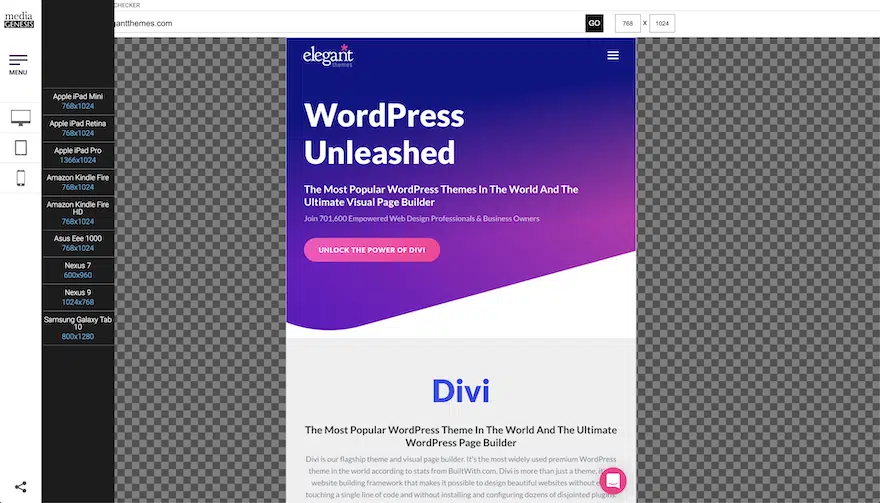 media
GENESIS
CHECKER
gantthemes.com
GO
768 X 1024
MENU
Apple iPad Mini
768x1024
Apple iPad Retina
768x1024
Apple iPad Pro
1366x1024
Amazon Kindle Fire
768x1024
Amazon Kindle Fire
HD
768x1024
Asus Eee 1000
768x1024
Nexus 7
600x960
Nexus 9
1024x768
Samsung Galaxy Tab
10
800x1280
elegant
themes
WordPress
Unleashed
The Most Popular WordPress Themes In The World And The
Ultimate Visual Page Builder
Join 701,600 Empowered Web Design Professionals & Business Owners
UNLOCK THE POWER OF DIVI
Divi
The Most Popular WordPress Theme In The World And The Ultimate
WordPress Page Builder
Divi is our flagship theme and visual page builder. It's the most widely used premium WordPress
theme in the world according to stats from BuiltWith.com, Divi is more than just a theme, it
website building framework that makes it possible to design beautiful websites without e
touching a single line of code and without installing and configuring dozens of disjointed plugins